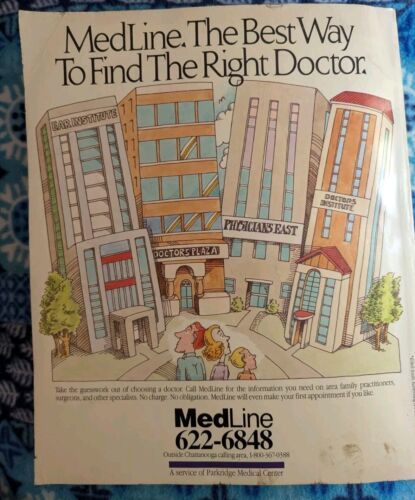 MedLine. The Best Way
To Find The Right Doctor.
EAR INSTITUTE
DOCTORS PLAZA
PHYSICIANS EAST
DOCTORS
INSTITUTE
Take the guesswork out of choosing a doctor. Call MedLine for the information you need on area family practitioners,
surgeons, and other specialists. No charge. No obligation. MedLine will even make your first appointment if you like.
MedLine
622-6848
Outside Chattanooga calling area, 1-800-367-0388
A service of Parkridge Medical Center